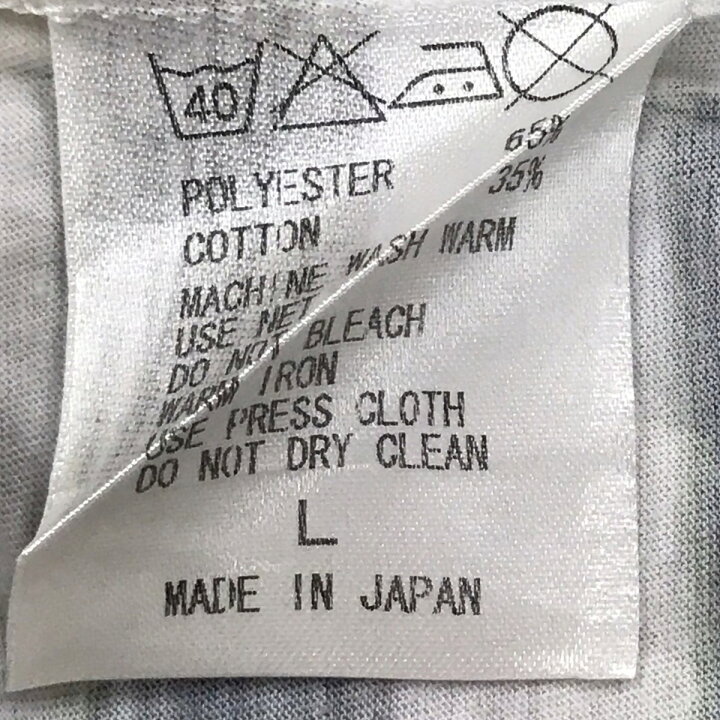 40
POLYESTER 65%
COTTON 35%
MACHINE WASH WARM
USE NET
DO NOT BLEACH
WARM IRON
USE PRESS CLOTH
DO NOT DRY CLEAN
L
MADE IN JAPAN